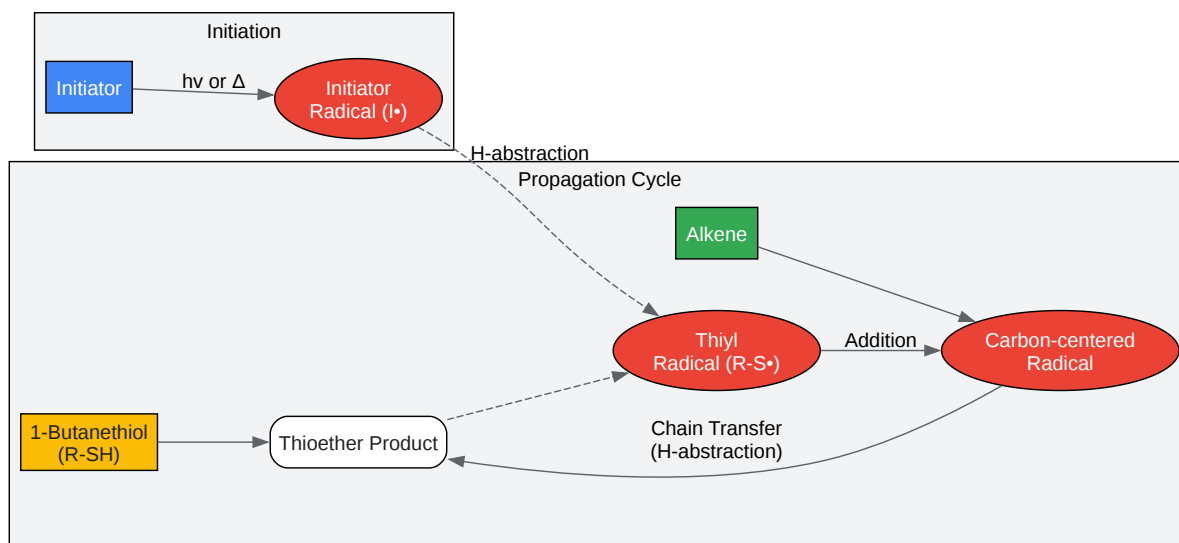 Initiation
Initiator
hv or Δ
Initiator
Radical (I•)
H-abstraction
Propagation Cycle
Alkene
Thiyl
Radical (R-S•)
Addition
Carbon-centered
Radical
1-Butanethiol
(R-SH)
Thioether Product
Chain Transfer
(H-abstraction)